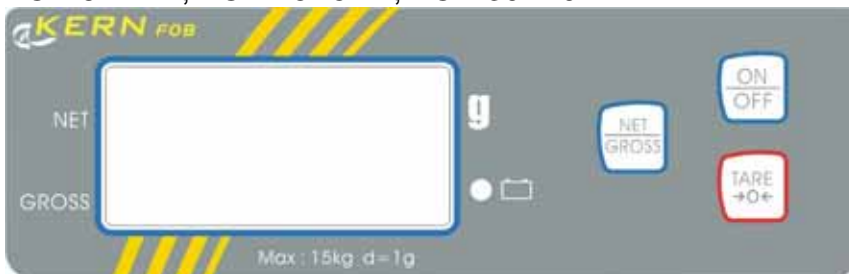 KERN FOB
NET
g
GROSS
Max : 15kg d=1g
NET
GROSS
ON
OFF
TARE
→0←